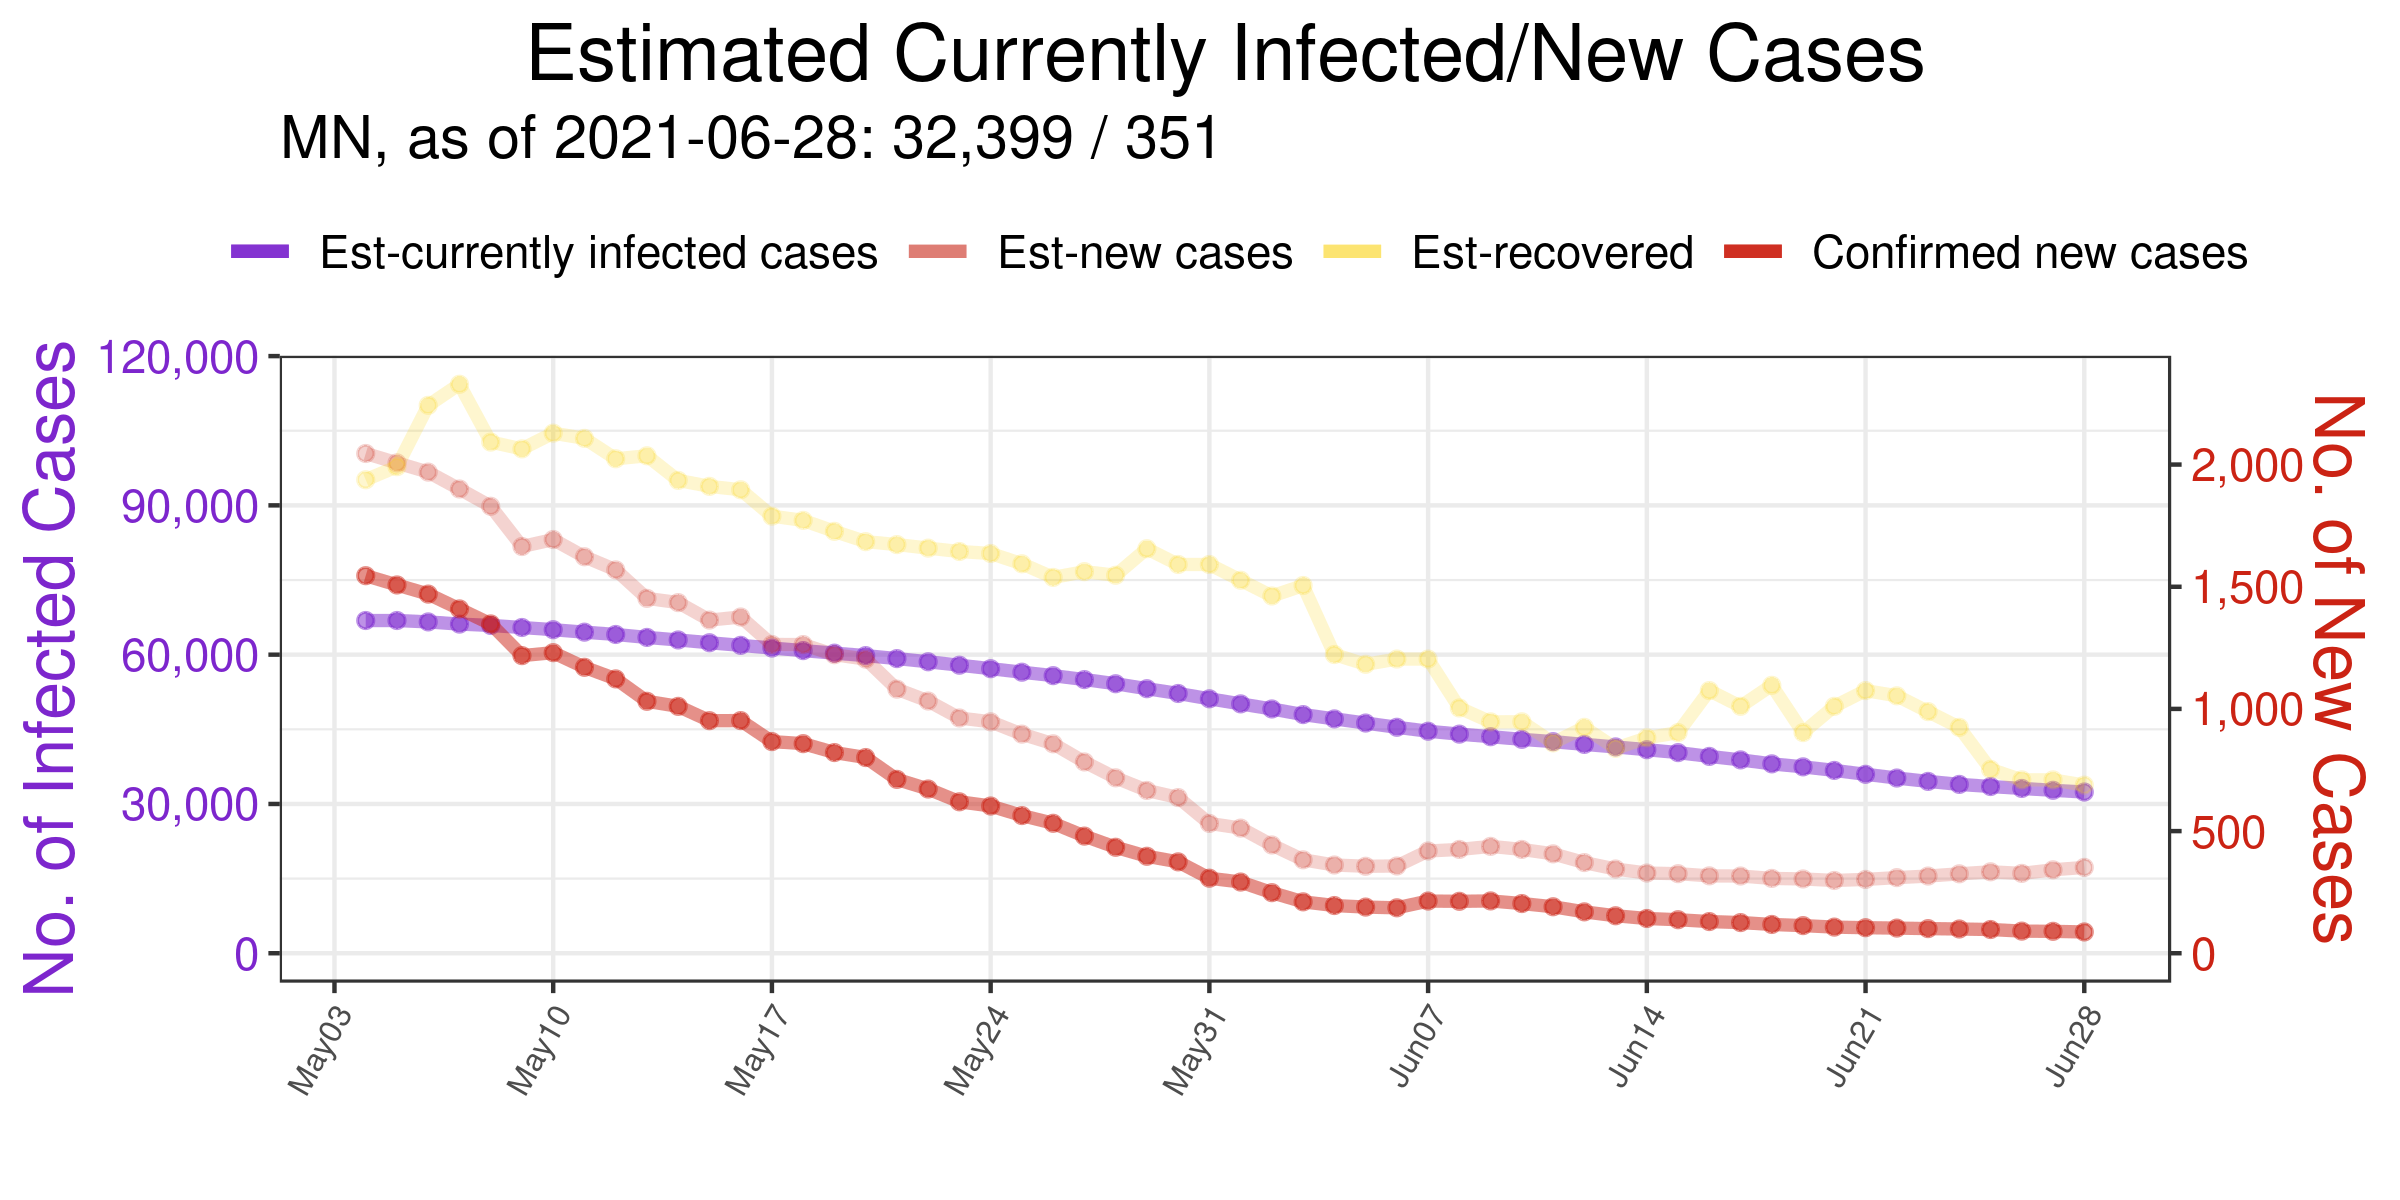 Estimated Currently Infected/New Cases
MN, as of 2021-06-28: 32,399 / 351
Est-currently infected cases Est-new cases Est-recovered Confirmed new cases
No. of Infected Cases
120,000
90,000
60,000
30,000
0
2,000
1,500
1,000
500
0
No. of New Cases
May03 May10 May17 May24 May31 Jun07 Jun14 Jun21 Jun28